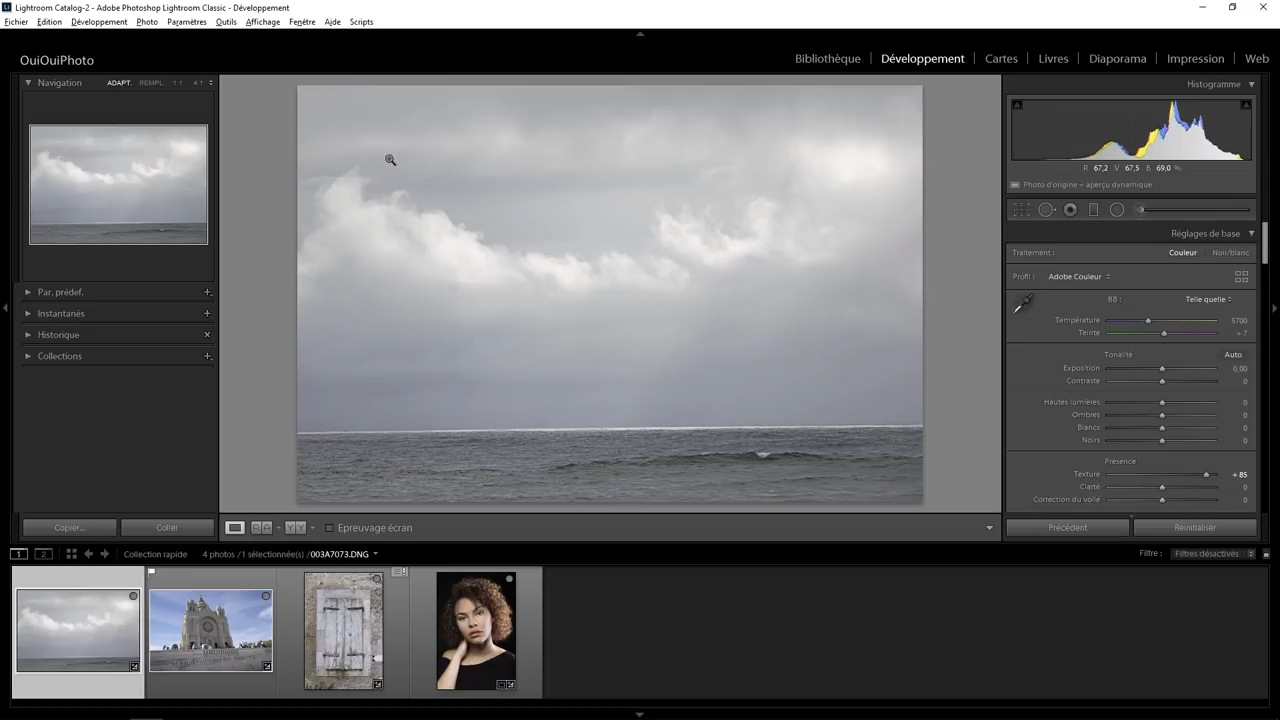 Lightroom Catalog-2 - Adobe Photoshop Lightroom Classic - Développement
Fichier Edition Développement Photo Paramètres Outils Affichage Fenêtre Aide Scripts
OuiOuiPhoto
Bibliothèque | Développement | Cartes | Livres | Diaporama | Impression | Web
Navigation ADAPT. REMPL. 1:1 4:1
Histogramme
R 67,2 V 67,5 B 69,0 %
Photo d'origine + aperçu dynamique
Réglages de base
Traitement : Couleur Noir/blanc
Profil : Adobe Couleur
BB : Telle quelle
Température 5700
Teinte + 7
Tonalité Auto
Exposition 0,00
Contraste 0
Hautes lumières 0
Ombres 0
Blancs 0
Noirs 0
Présence
Texture + 85
Clarté 0
Correction du voile 0
Par. prédef.
Instantanés
Historique
Collections
Copier... Coller
R A Y Y Epreuvage écran
Précédent Réinitialiser
1 2 Collection rapide 4 photos / 1 sélectionnée(s) /003A7073.DNG
Filtre : Filtres désactivés